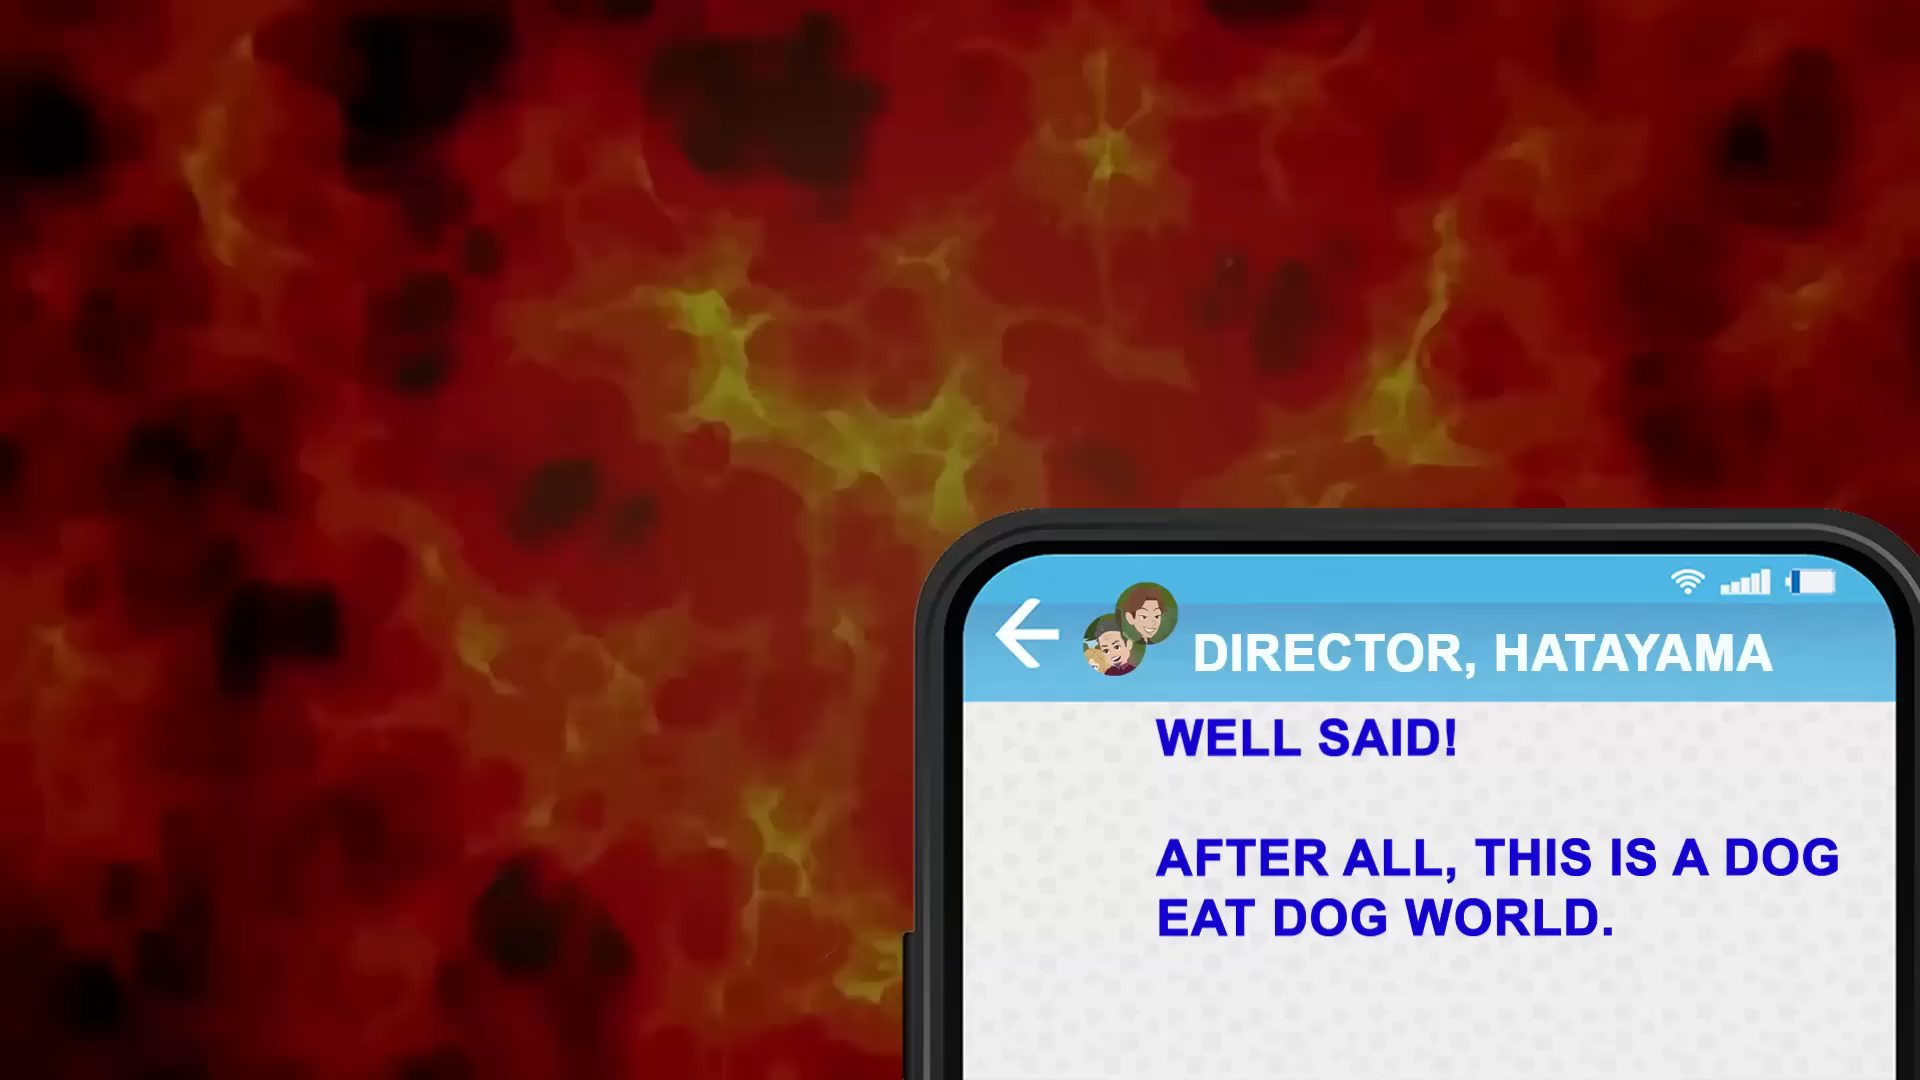 DIRECTOR, HATAYAMA
WELL SAID!
AFTER ALL, THIS IS A DOG
EAT DOG WORLD.